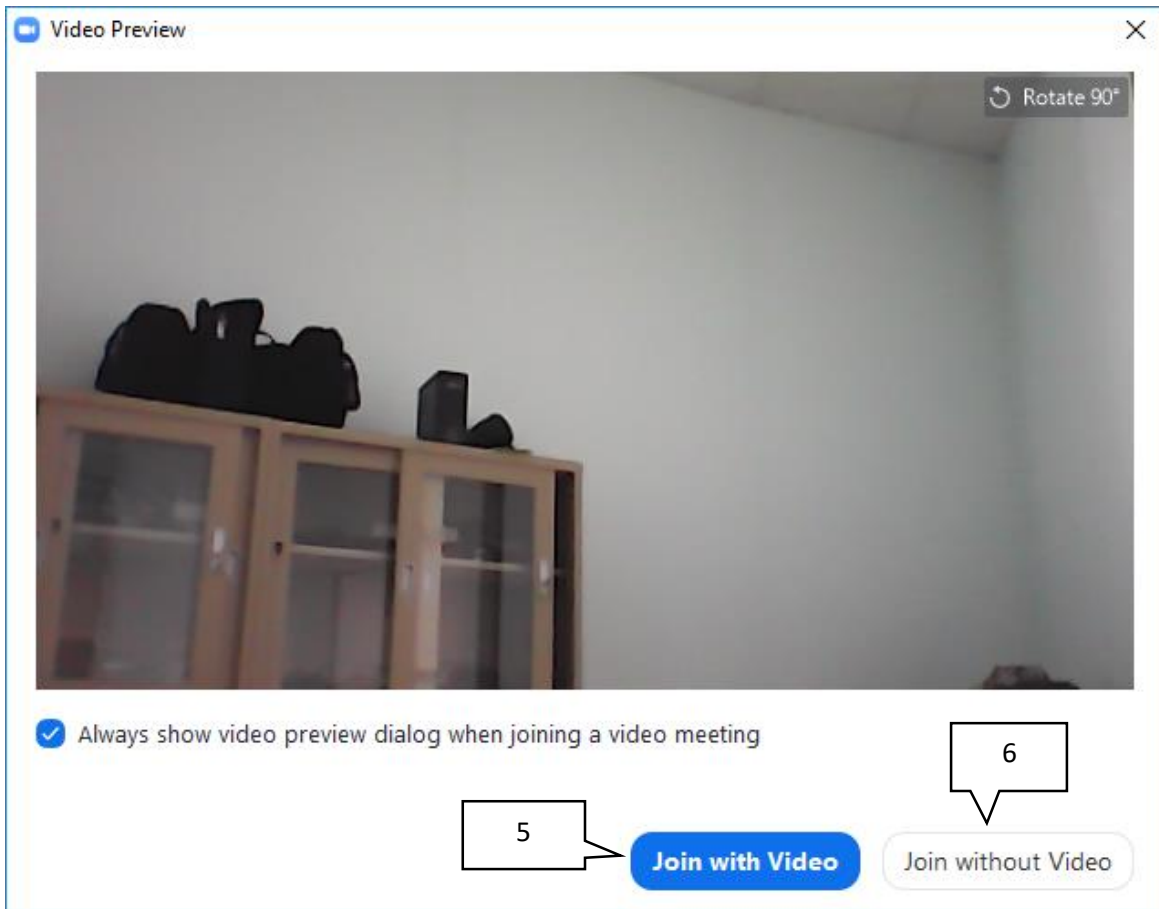 Video Preview
Rotate 90°
Always show video preview dialog when joining a video meeting
6
5
Join with Video
Join without Video